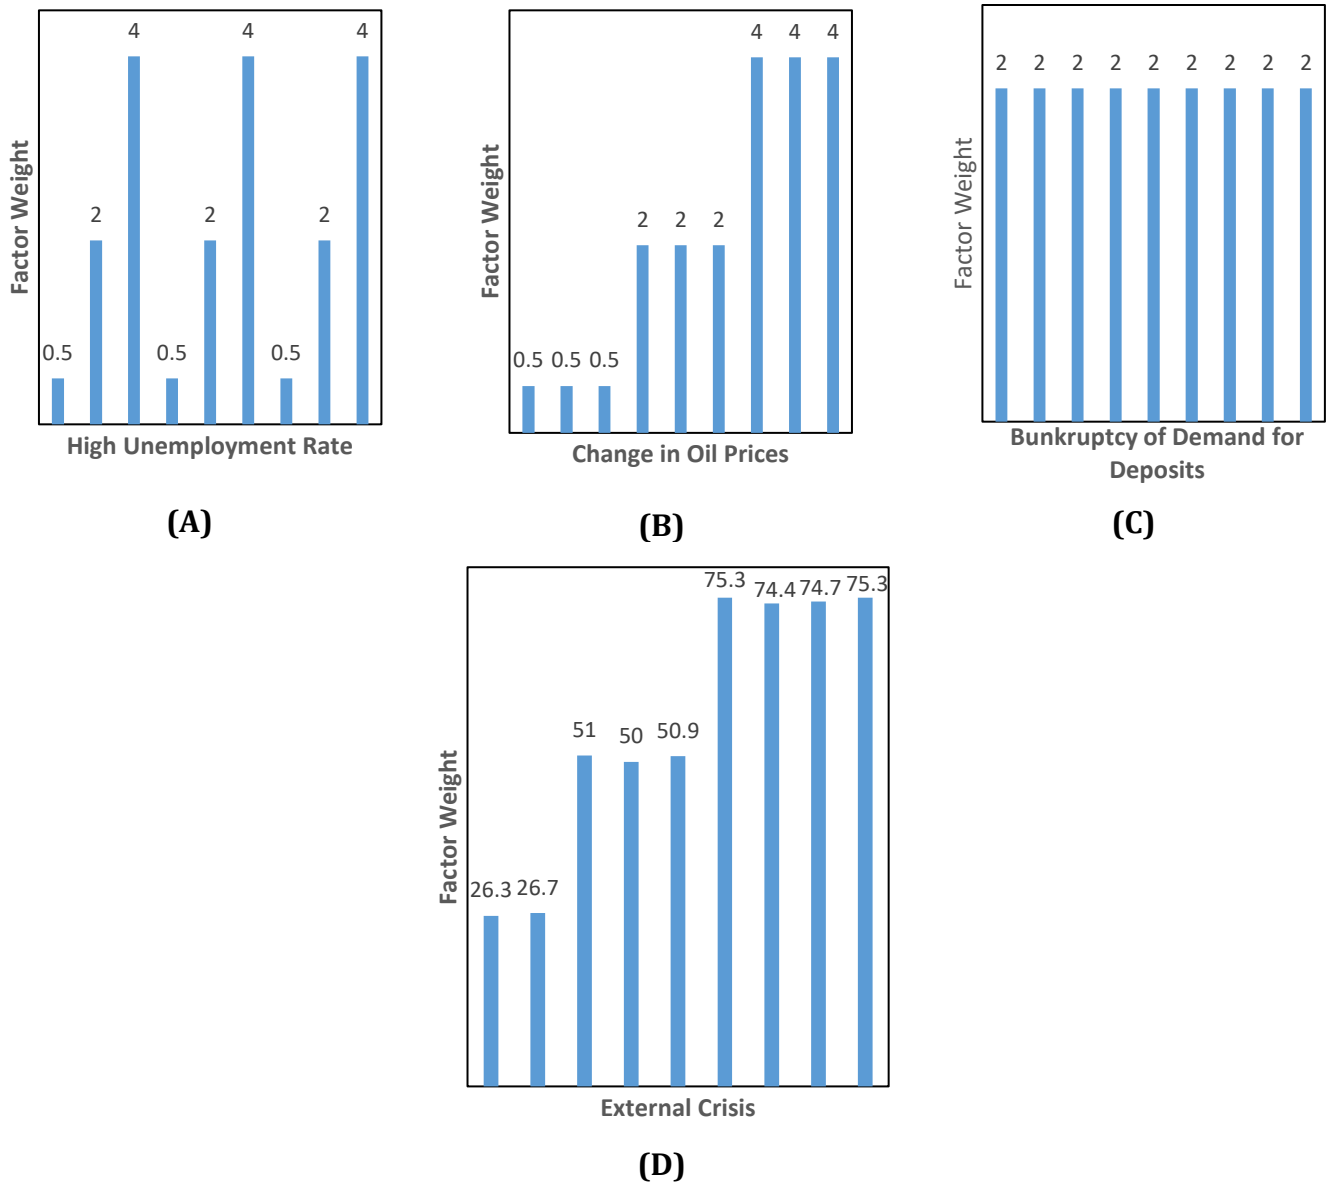 4 4 4
2 2 2
0.5 0.5 0.5
Factor Weight
High Unemployment Rate
(A)
4 4 4
2 2 2
0.5 0.5 0.5
Factor Weight
Change in Oil Prices
(B)
2 2 2 2 2 2 2 2 2
Factor Weight
Bunkruptcy of Demand for
Deposits
(C)
75.3 74.4 74.7 75.3
51 50 50.9
26.3 26.7
Factor Weight
External Crisis
(D)